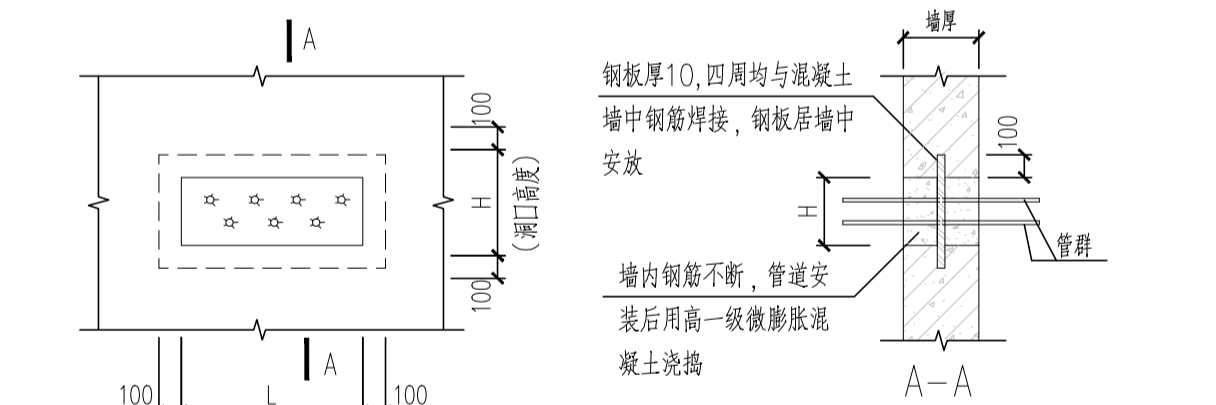 A
100
H
(洞口高度)
100
A
100
L
100
墙厚
钢板厚10,四周均与混凝土
墙中钢筋焊接,钢板居墙中
安放
100
H
管群
墙内钢筋不断,管道安
装后用高一级微膨胀混
凝土浇捣
A-A